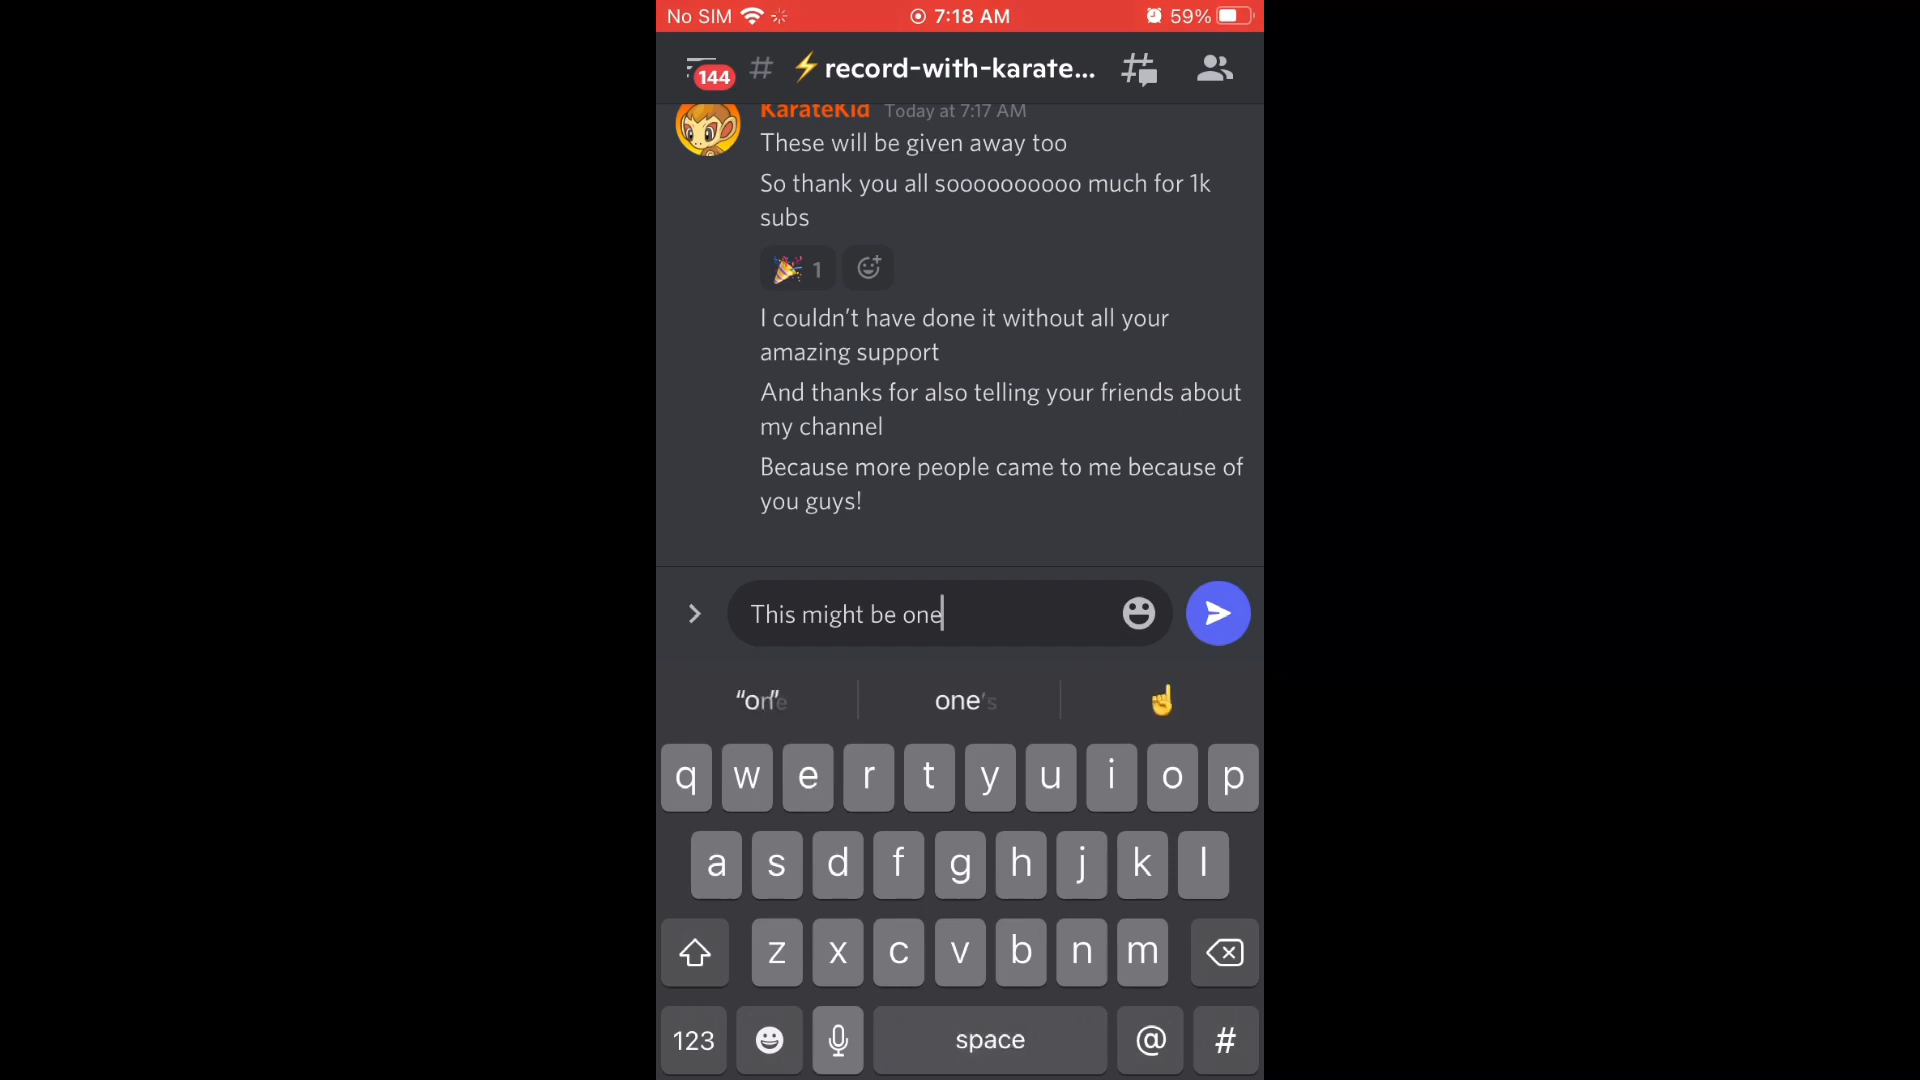 No SIM 7:18 AM 59%
144 # ⚡record-with-karate...
KarateKid Today at 7:17 AM
These will be given away too
So thank you all soooooooooo much for 1k
subs
🎉 1
I couldn't have done it without all your
amazing support
And thanks for also telling your friends about
my channel
Because more people came to me because of
you guys!
This might be one
one's ☝
q w e r t y u i o p
a s d f g h j k l
z x c v b n m
123 space @ #